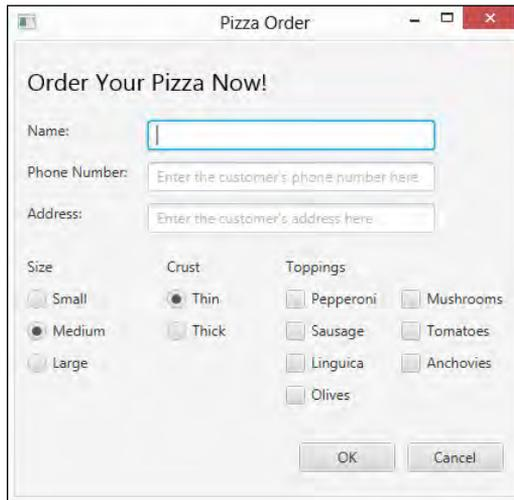 Pizza Order
Order Your Pizza Now!
Name:
Phone Number: Enter the customer's phone number here
Address: Enter the customer's address here
Size Crust Toppings
Small Thin Pepperoni Mushrooms
Medium Thick Sausage Tomatoes
Large Linguica Anchovies
Olives
OK Cancel